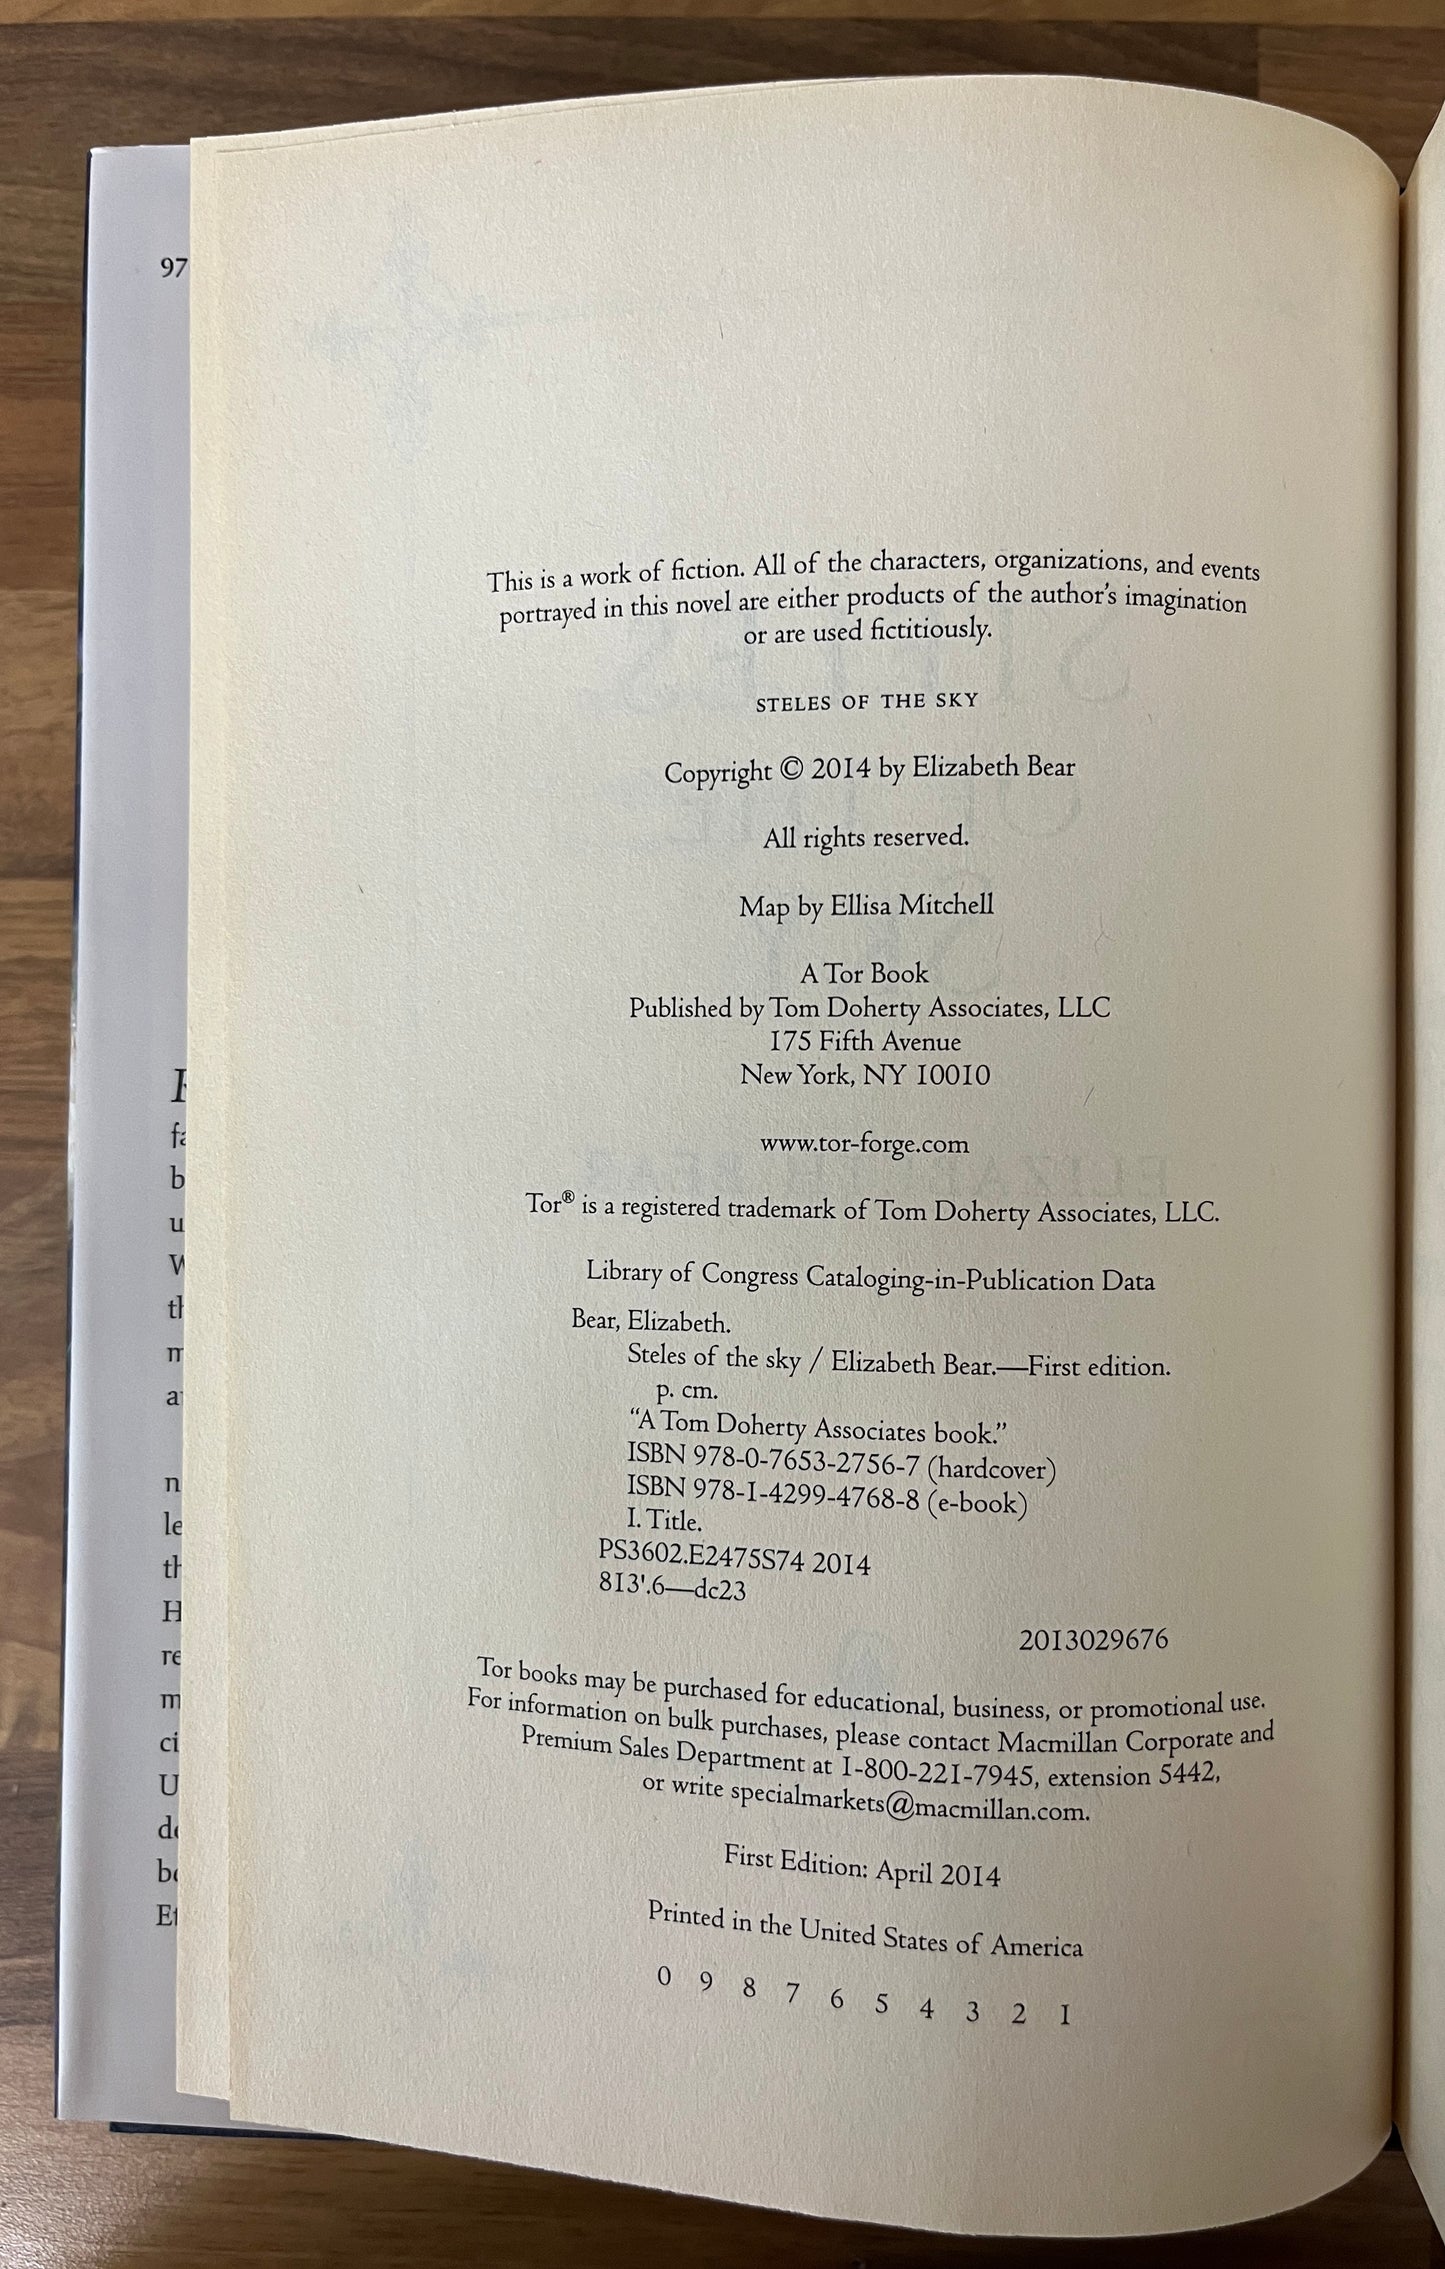 97
This is a work of fiction. All of the characters, organizations, and events
portrayed in this novel are either products of the author's imagination
or are used fictitiously.
STELES OF THE SKY
Copyright © 2014 by Elizabeth Bear
All rights reserved.
Map by Ellisa Mitchell
A Tor Book
Published by Tom Doherty Associates, LLC
175 Fifth Avenue
New York, NY 10010
www.tor-forge.com
Tor® is a registered trademark of Tom Doherty Associates, LLC.
Library of Congress Cataloging-in-Publication Data
Bear, Elizabeth.
Steles of the sky / Elizabeth Bear.—First edition.
p. cm.
“A Tom Doherty Associates book.”
ISBN 978-0-7653-2756-7 (hardcover)
ISBN 978-1-4299-4768-8 (e-book)
I. Title.
PS3602.E2475S74 2014
813'.6—dc23
2013029676
Tor books may be purchased for educational, business, or promotional use.
For information on bulk purchases, please contact Macmillan Corporate and
Premium Sales Department at 1-800-221-7945, extension 5442,
or write specialmarkets@macmillan.com.
First Edition: April 2014
Printed in the United States of America
0 9 8 7 6 5 4 3 2 1